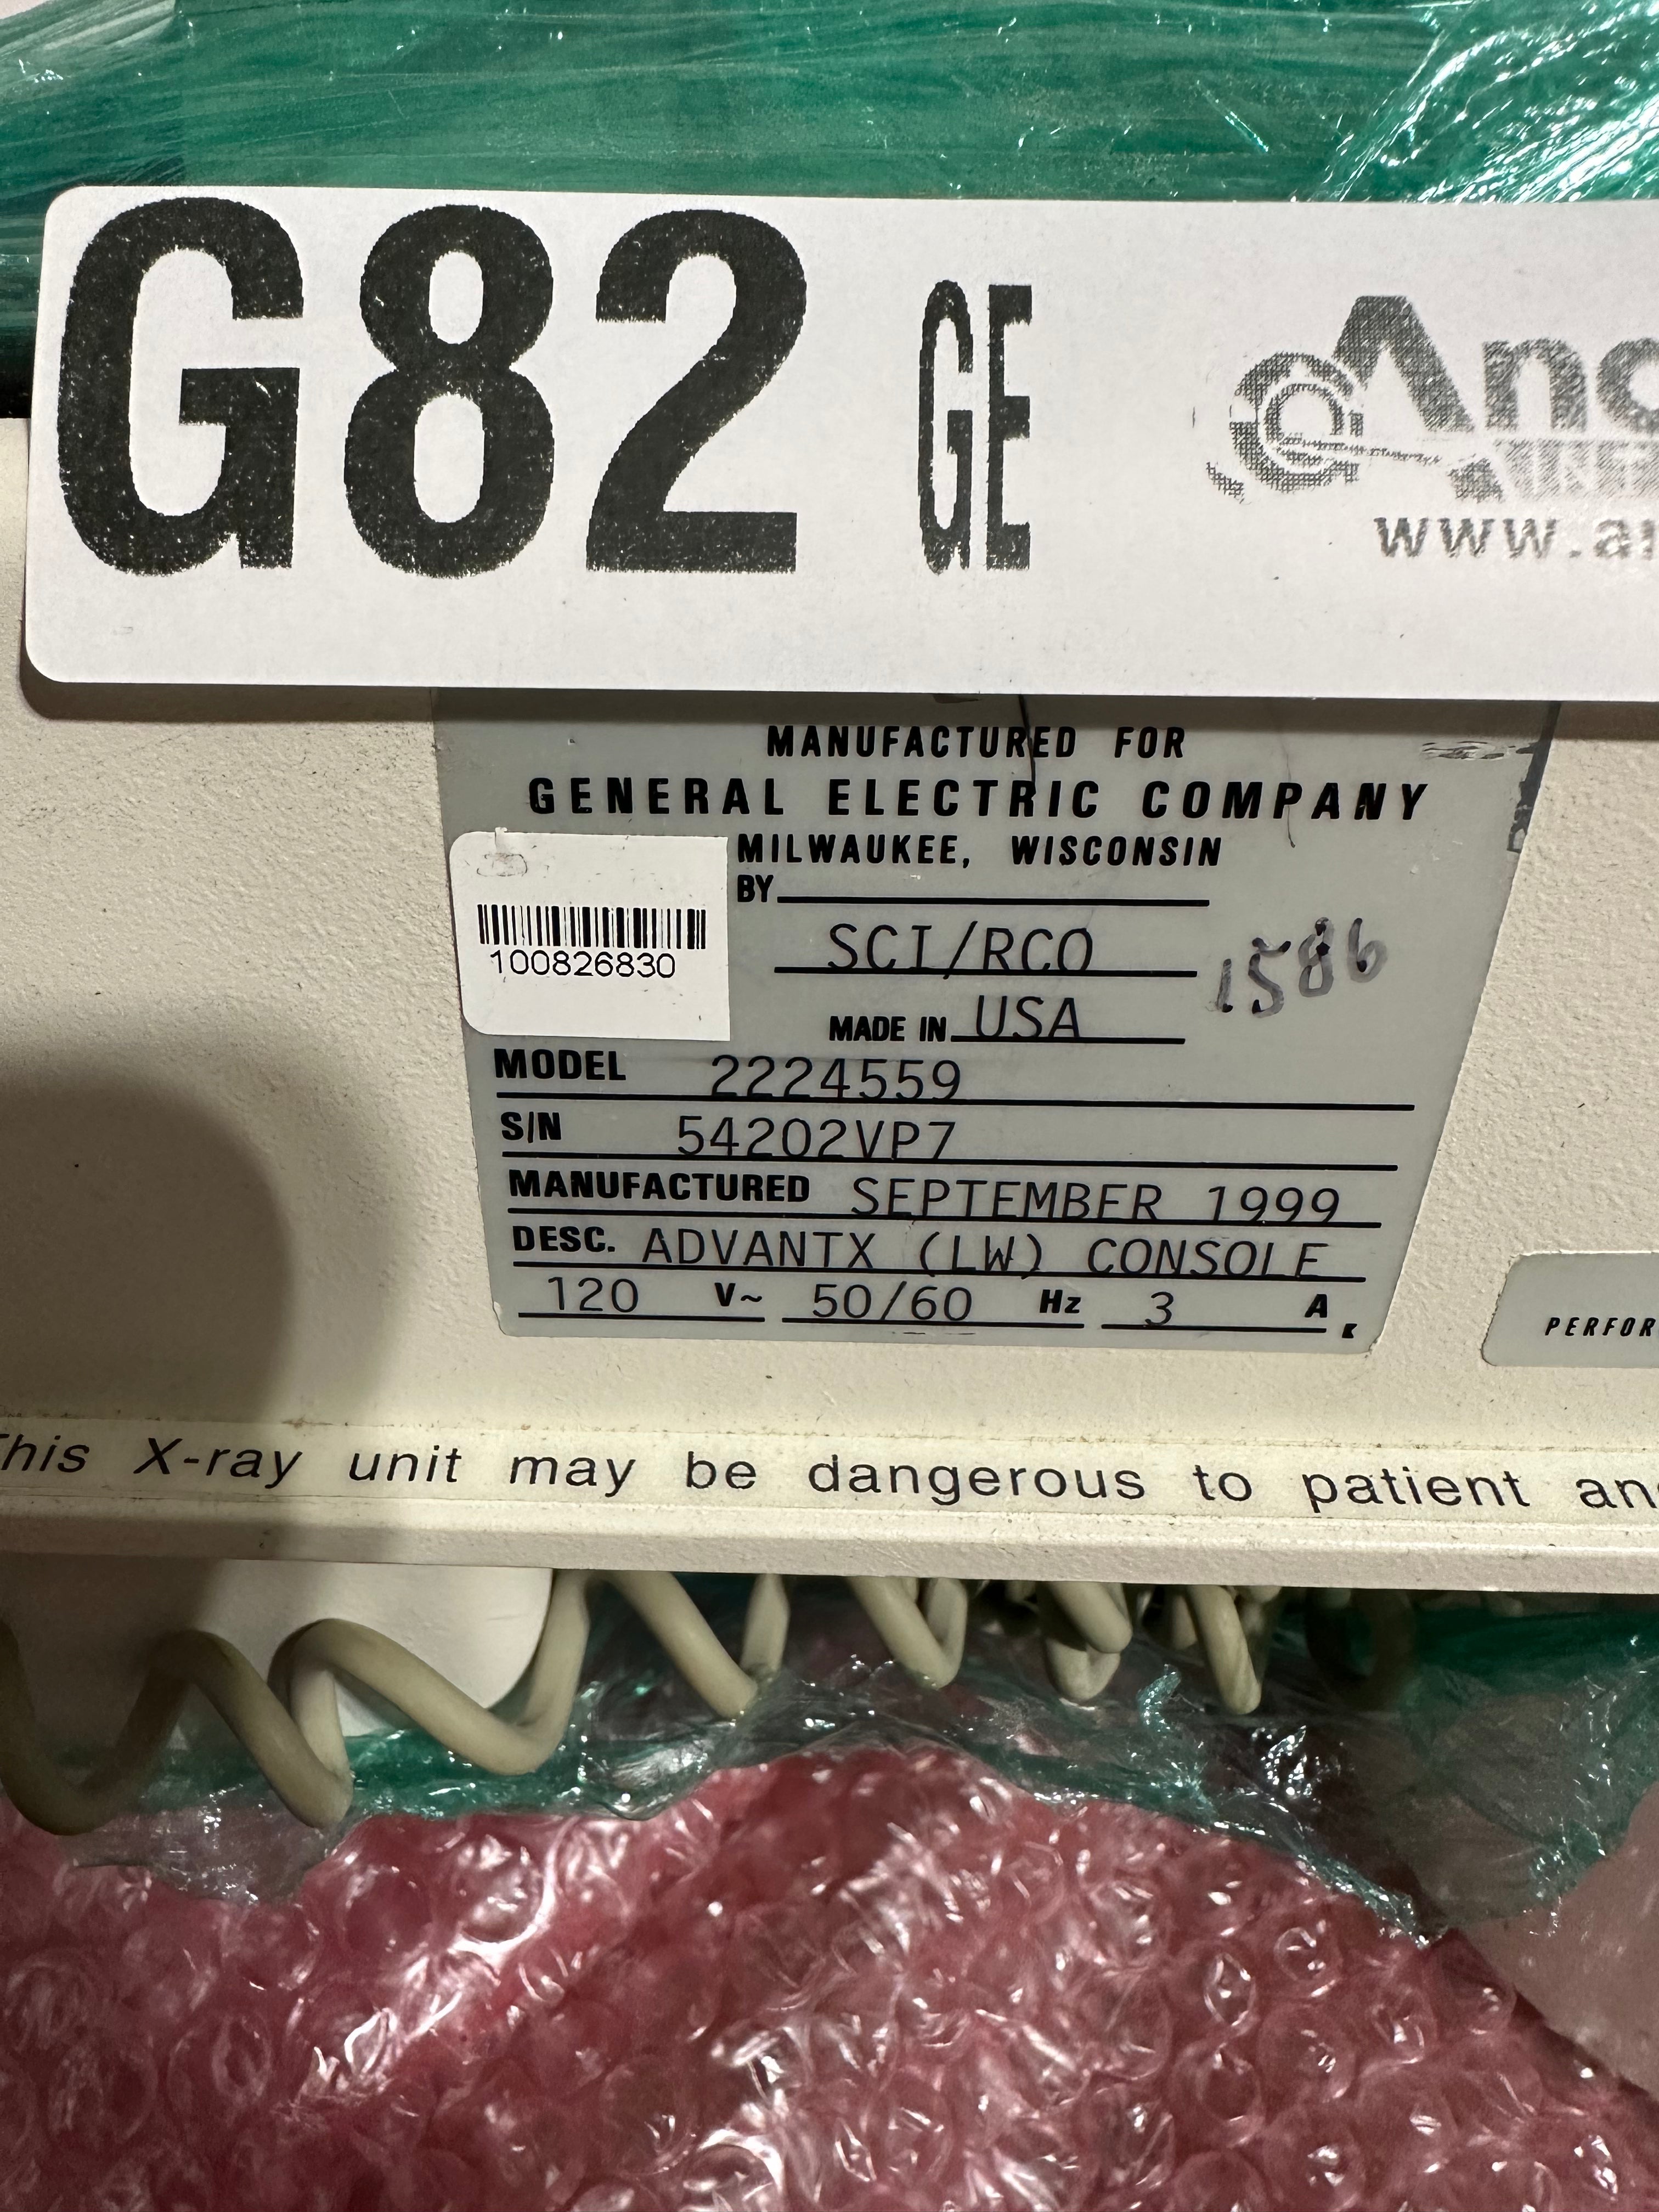 G82 GE
www.a
MANUFACTURED FOR
GENERAL ELECTRIC COMPANY
MILWAUKEE, WISCONSIN
BY
100826830
SCI/RCO
1586
MADE IN USA
MODEL 2224559
S/N 54202VP7
MANUFACTURED SEPTEMBER 1999
DESC. ADVANTX (LW) CONSOLE
120 V~ 50/60 Hz 3 A
K
PERFOR
This X-ray unit may be dangerous to patient an